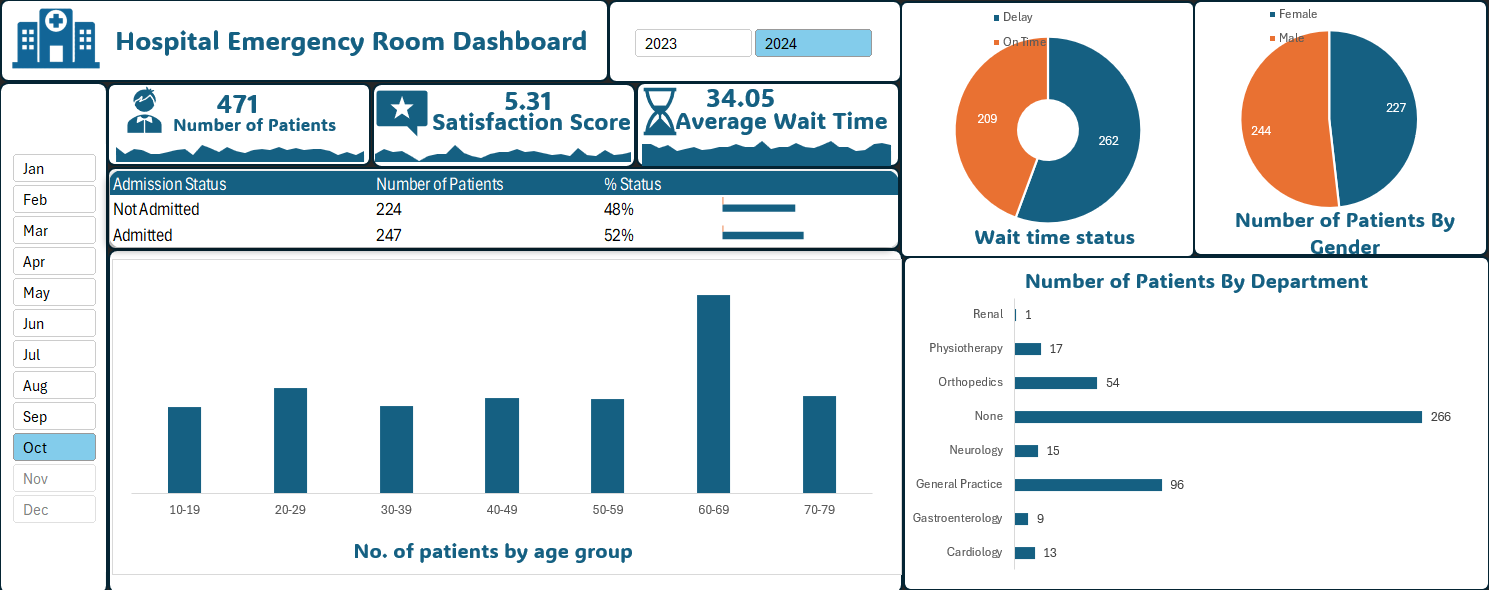 Hospital Emergency Room Dashboard
2023
2024
471
Number of Patients
5.31
Satisfaction Score
34.05
Average Wait Time
Jan
Feb
Mar
Apr
May
Jun
Jul
Aug
Sep
Oct
Nov
Dec
Admission Status Number of Patients % Status
Not Admitted 224 48%
Admitted 247 52%
10-19 20-29 30-39 40-49 50-59 60-69 70-79
No. of patients by age group
Delay
On Time
209
262
Wait time status
Female
Male
227
244
Number of Patients By
Gender
Number of Patients By Department
Renal 1
Physiotherapy 17
Orthopedics 54
None 266
Neurology 15
General Practice 96
Gastroenterology 9
Cardiology 13